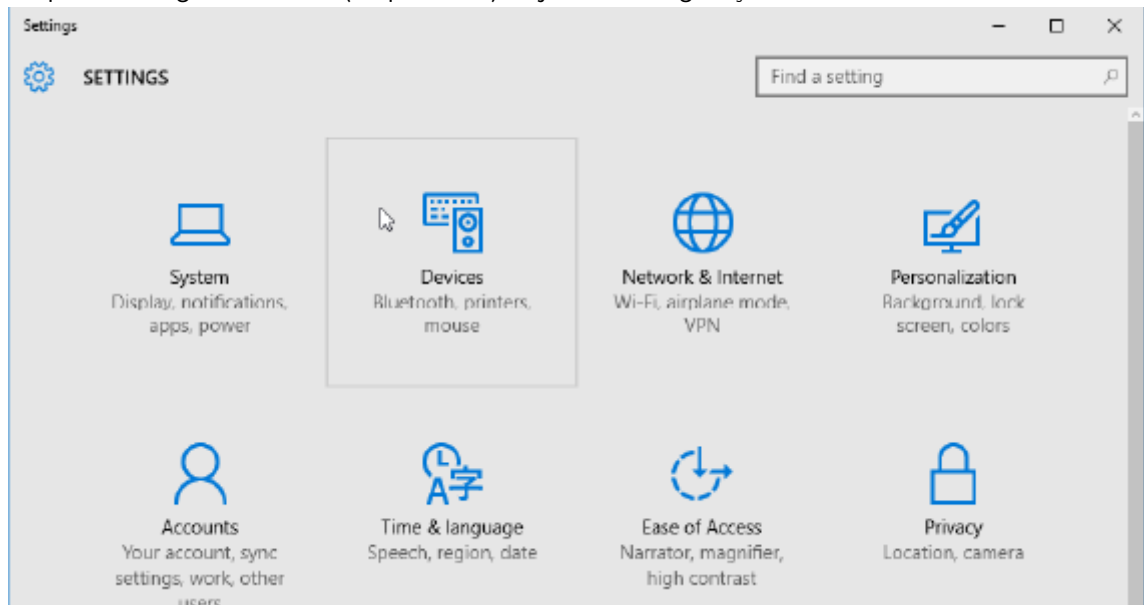 Settings
SETTINGS
Find a setting
System
Display, notifications,
apps, power
Devices
Bluetooth, printers,
mouse
Network & Internet
Wi-Fi, airplane mode,
VPN
Personalization
Background, lock
screen, colors
Accounts
Your account, sync
settings, work, other
users
Time & language
Speech, region, date
Ease of Access
Narrator, magnifier,
high contrast
Privacy
Location, camera